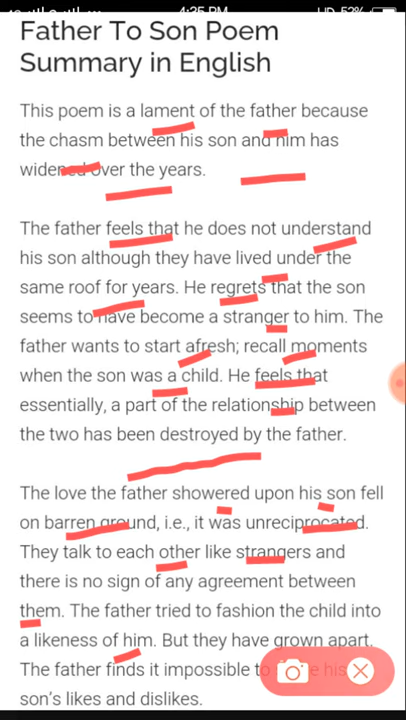 4:25 PM
52%
Father To Son Poem
Summary in English
This poem is a lament of the father because
the chasm between his son and him has
widened over the years.
The father feels that he does not understand
his son although they have lived under the
same roof for years. He regrets that the son
seems to have become a stranger to him. The
father wants to start afresh; recall moments
when the son was a child. He feels that
essentially, a part of the relationship between
the two has been destroyed by the father.
The love the father showered upon his son fell
on barren ground, i.e., it was unreciprocated.
They talk to each other like strangers and
there is no sign of any agreement between
them. The father tried to fashion the child into
a likeness of him. But they have grown apart.
The father finds it impossible to his
son's likes and dislikes.